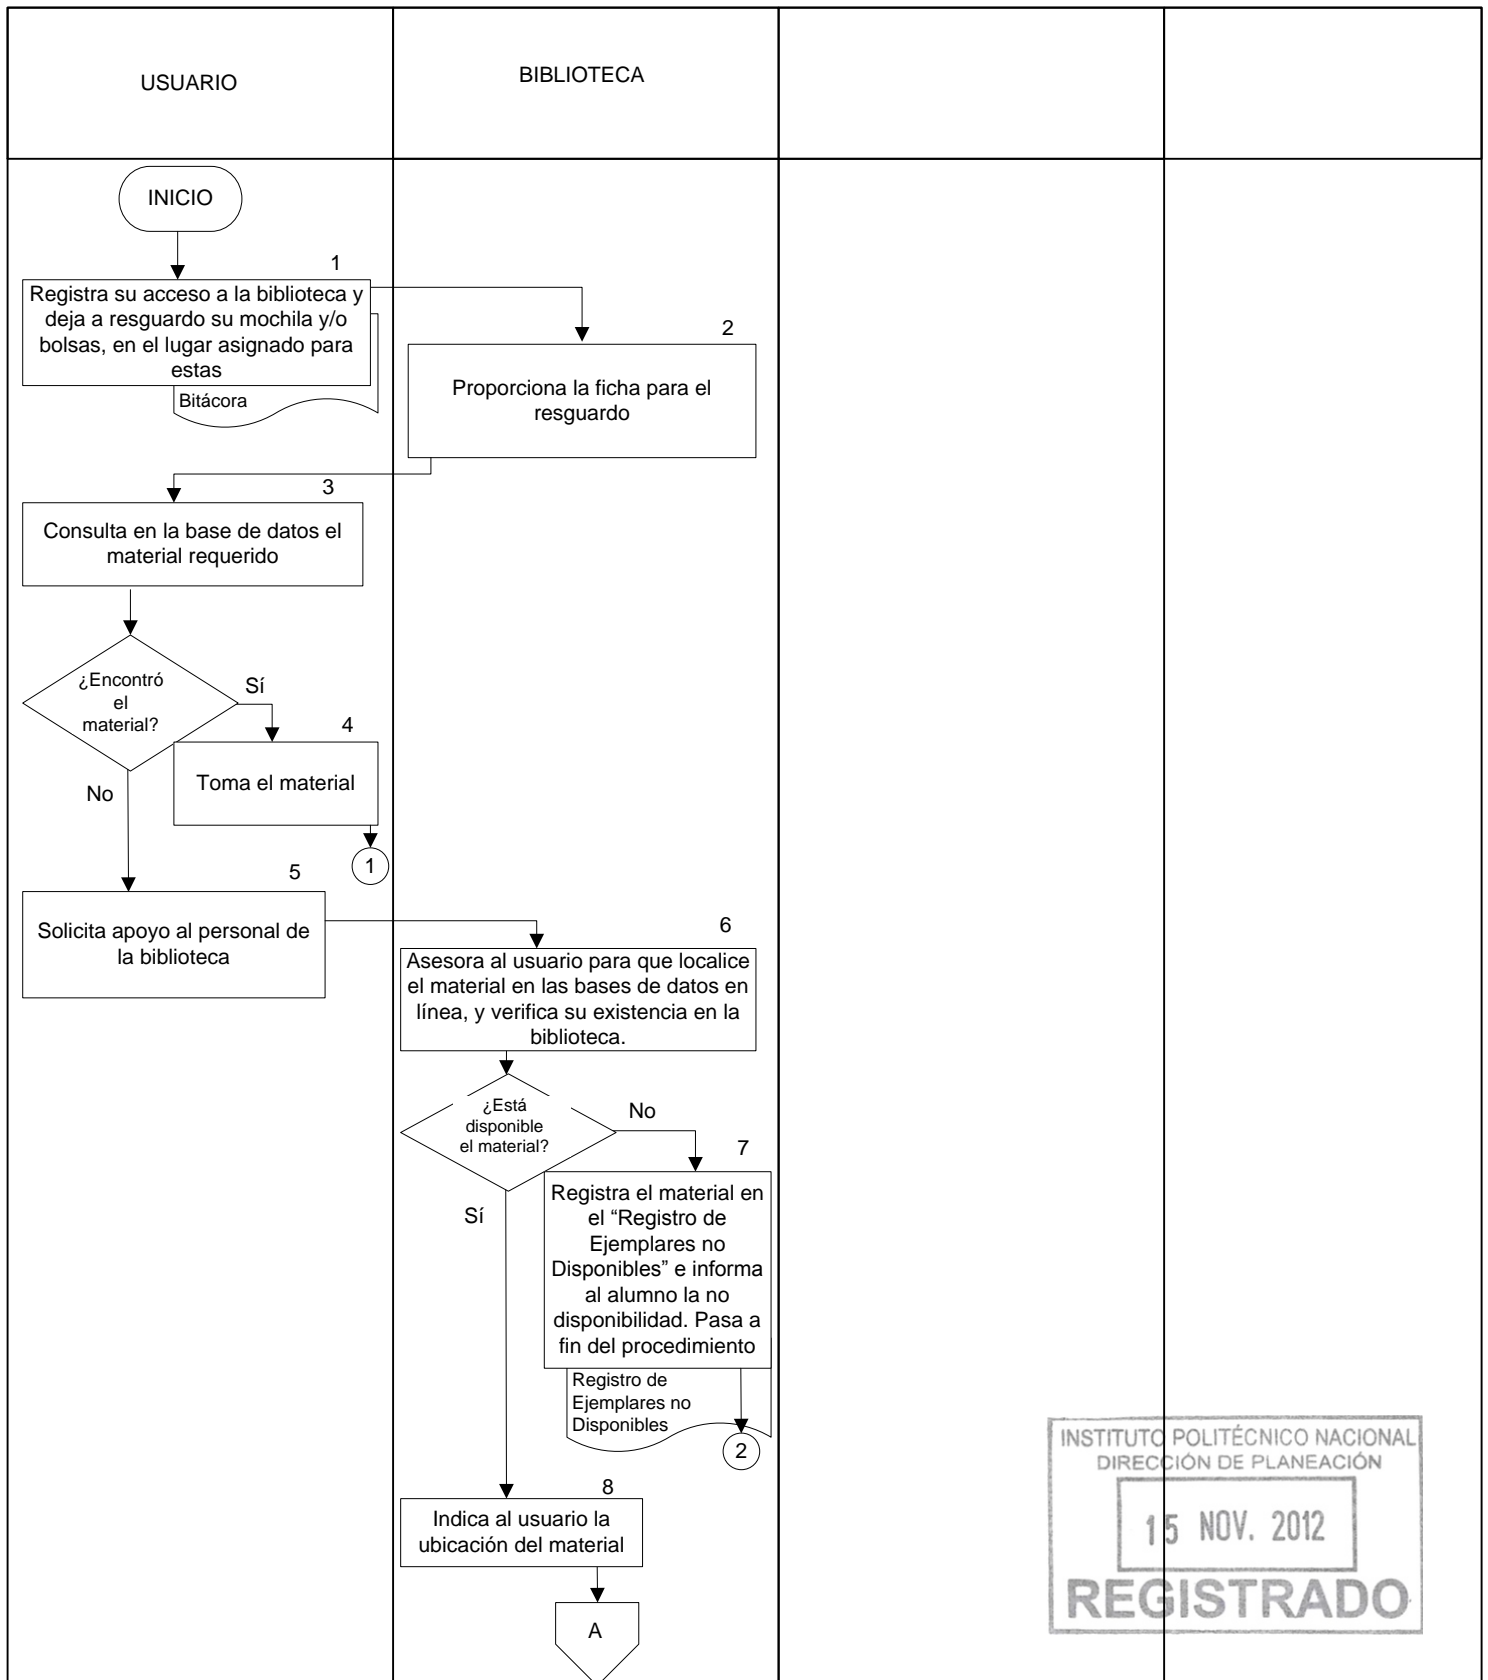 USUARIO
BIBLIOTECA
INICIO
1
Registra su acceso a la biblioteca y
deja a resguardo su mochila y/o
bolsas, en el lugar asignado para
estas
Bitácora
2
Proporciona la ficha para el
resguardo
3
Consulta en la base de datos el
material requerido
¿Encontró
el
material?
Sí
4
Toma el material
1
No
5
Solicita apoyo al personal de
la biblioteca
6
Asesora al usuario para que localice
el material en las bases de datos en
línea, y verifica su existencia en la
biblioteca.
¿Está
disponible
el material?
No
7
Registra el material en
el “Registro de
Ejemplares no
Disponibles” e informa
al alumno la no
disponibilidad. Pasa a
fin del procedimiento
Registro de
Ejemplares no
Disponibles
2
Sí
8
Indica al usuario la
ubicación del material
A
INSTITUTO POLITÉCNICO NACIONAL
DIRECCIÓN DE PLANEACIÓN
15 NOV. 2012
REGISTRADO